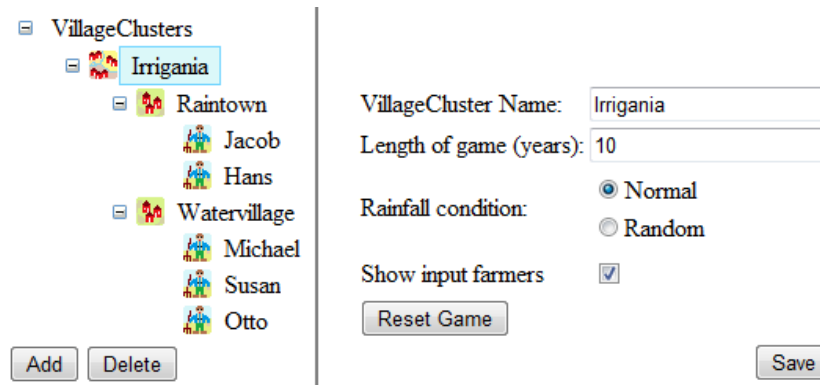 VillageClusters
Irrigania
Raintown
Jacob
Hans
Watervillage
Michael
Susan
Otto
Add Delete
VillageCluster Name: Irrigania
Length of game (years): 10
Rainfall condition:
Normal
Random
Show input farmers
Reset Game
Save